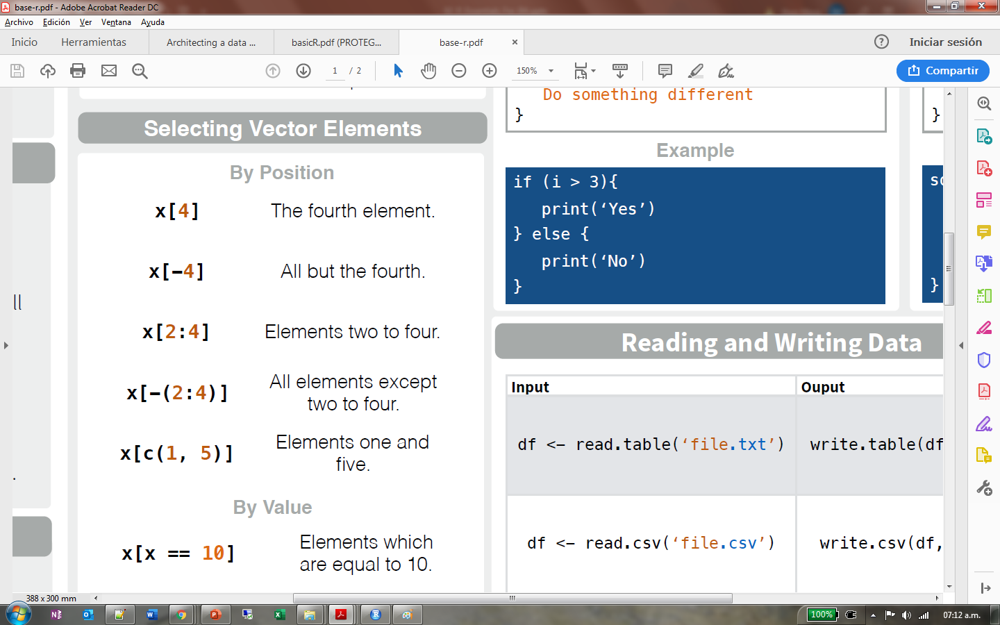 base-r.pdf - Adobe Acrobat Reader DC
Archivo Edición Ver Ventana Ayuda
Inicio Herramientas Architecting a data ... basicR.pdf (PROTEG... base-r.pdf × Iniciar sesión
1 / 2 150% Compartir
Selecting Vector Elements
By Position
x[4] The fourth element.
x[-4] All but the fourth.
x[2:4] Elements two to four.
x[-(2:4)] All elements except
two to four.
x[c(1, 5)] Elements one and
five.
By Value
x[x == 10] Elements which
are equal to 10.
ll
.
Do something different
}
Example
if (i > 3){
print(‘Yes’)
} else {
print(‘No’)
}
}
}
Reading and Writing Data
Input Ouput
df <- read.table(‘file.txt’) write.table(df
df <- read.csv(‘file.csv’) write.csv(df,
388 x 300 mm
100% 07:12 a.m.